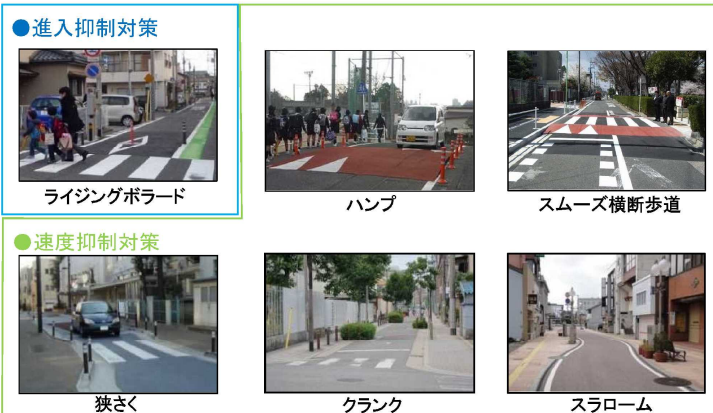 ●進入抑制対策
ライジングボラード
ハンプ
スムーズ横断歩道
●速度抑制対策
狭さく
クランク
スラローム